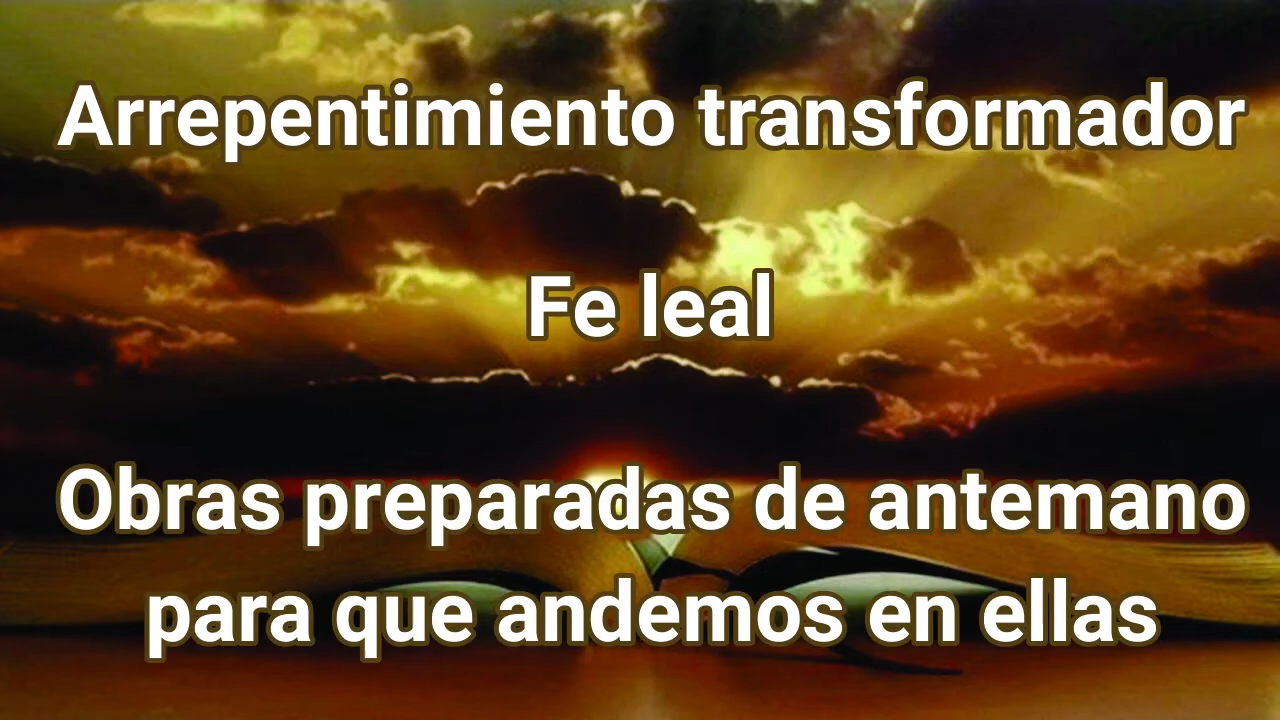 Arrepentimiento transformador
Fe leal
Obras preparadas de antemano
para que andemos en ellas